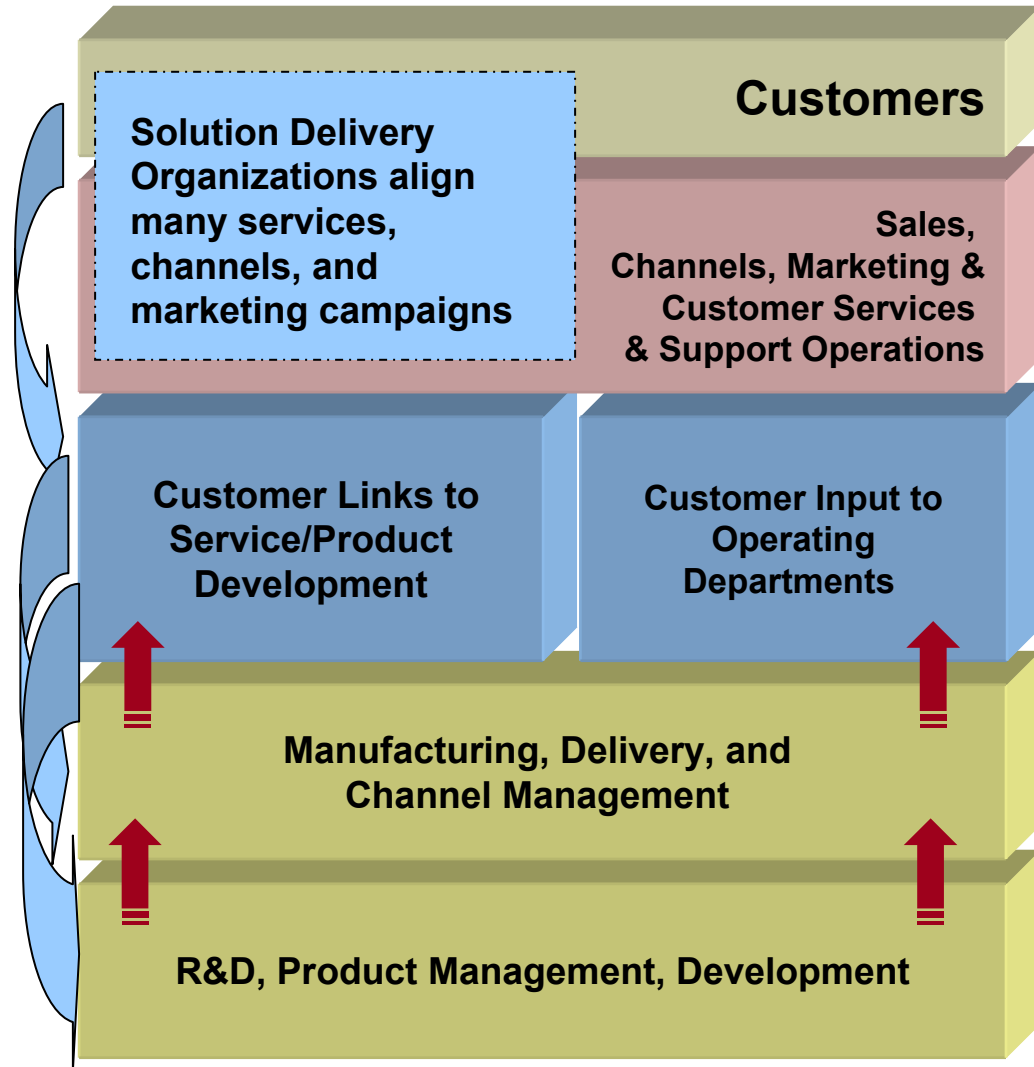 Customers
Solution Delivery
Organizations align
many services,
channels, and
marketing campaigns
Sales,
Channels, Marketing &
Customer Services
& Support Operations
Customer Links to
Service/Product
Development
Customer Input to
Operating
Departments
Manufacturing, Delivery, and
Channel Management
R&D, Product Management, Development